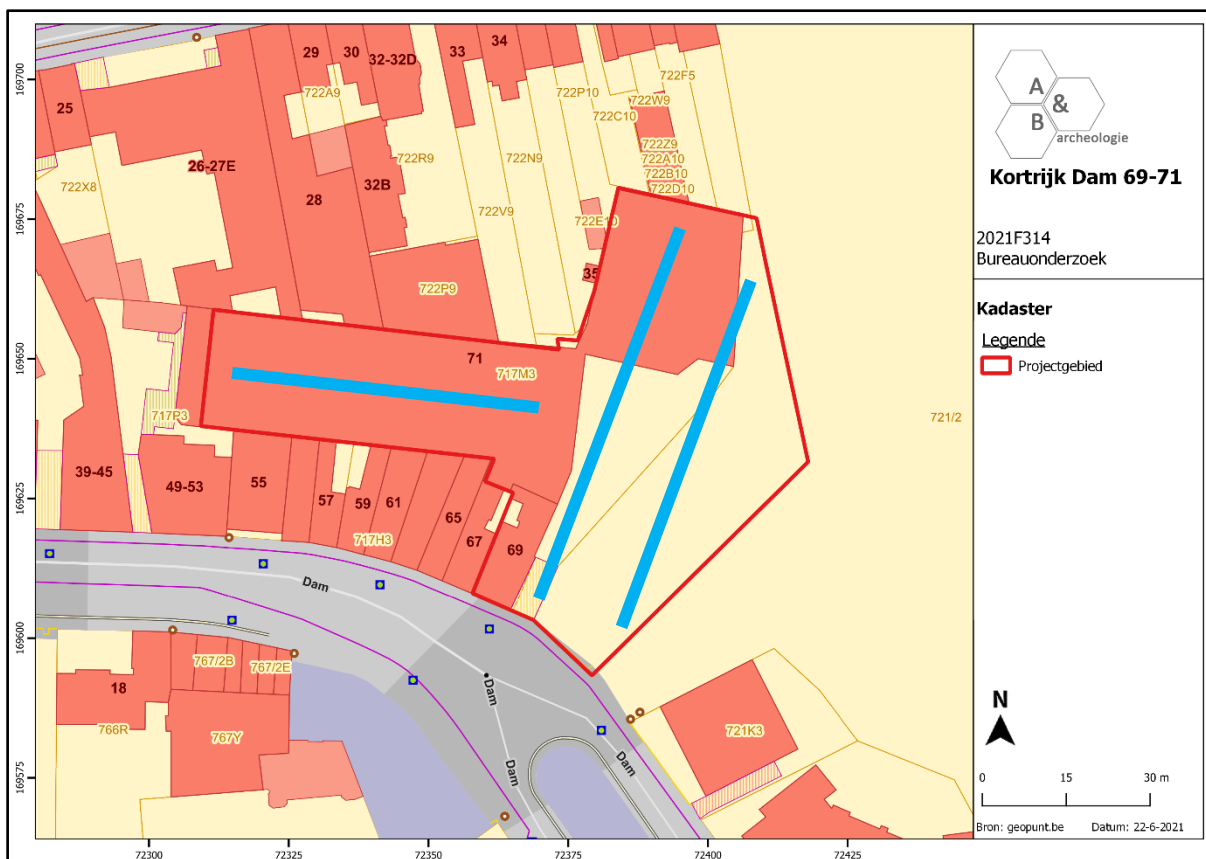 29
30
32-32D
33
34
722F5
722A9
722P10
722W9
722C10
25
722Z9
26-27E
722R9
722A10
722N9
722B10
722X8
28
32B
722D10
722V9
722E10
35
722P9
71
717M3
717P3
721/2
39-45
49-53
55
57
59
61
65
67
69
717H3
Dam
Dam
Dam
Dam
767/2B
767/2E
18
766R
767Y
721K3
169700
169675
169650
169625
169600
169575
72300
72325
72350
72375
72400
72425
A
&
B
archeologie
Kortrijk Dam 69-71
2021F314
Bureauonderzoek
Kadaster
Legende
Projectgebied
N
0 15 30 m
Bron: geopunt.be Datum: 22-6-2021